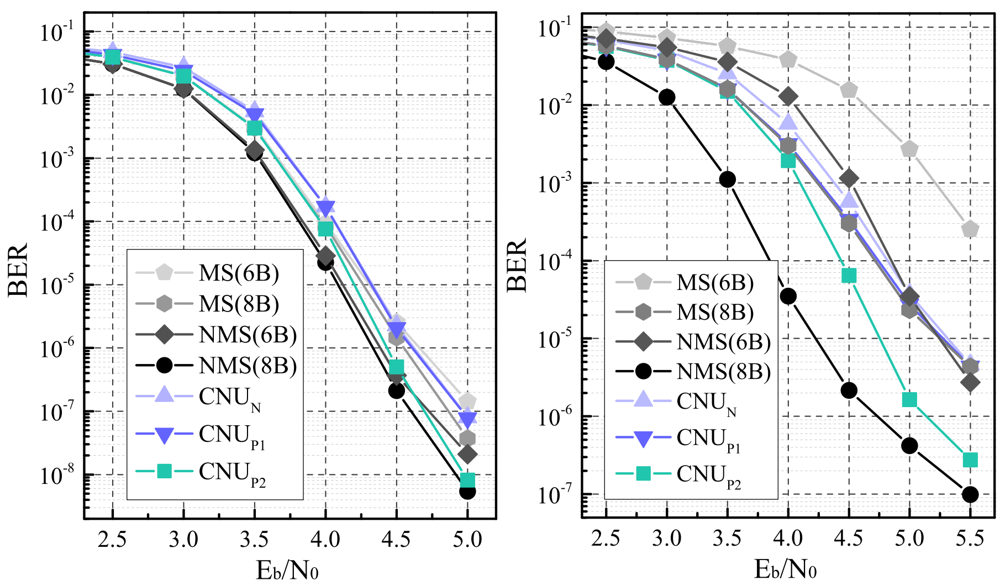 10^-1
10^-2
10^-3
10^-4
10^-5
10^-6
10^-7
10^-8
BER
MS(6B)
MS(8B)
NMS(6B)
NMS(8B)
CNU_N
CNU_P1
CNU_P2
2.5 3.0 3.5 4.0 4.5 5.0
E_b/N_0
10^-1
10^-2
10^-3
10^-4
10^-5
10^-6
10^-7
BER
MS(6B)
MS(8B)
NMS(6B)
NMS(8B)
CNU_N
CNU_P1
CNU_P2
2.5 3.0 3.5 4.0 4.5 5.0 5.5
E_b/N_0